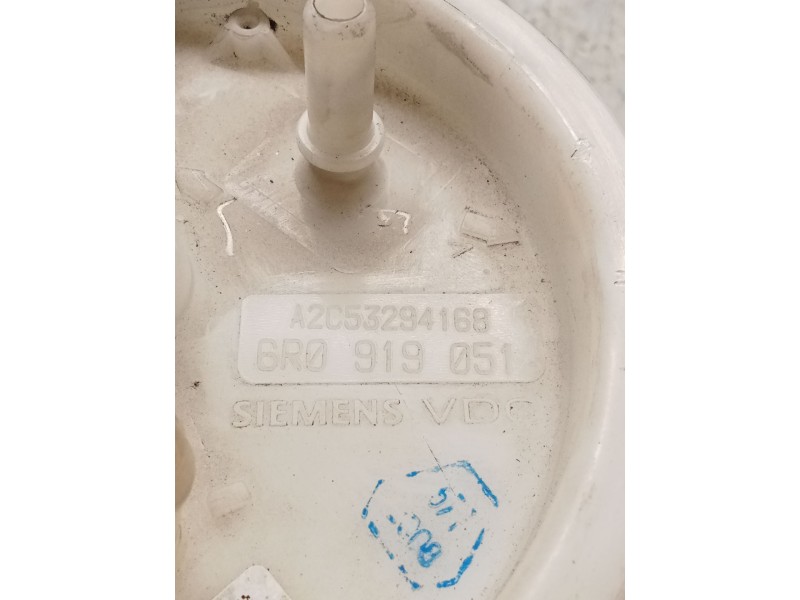 A2C53294168
6R0 919 051
SIEMENS VDO